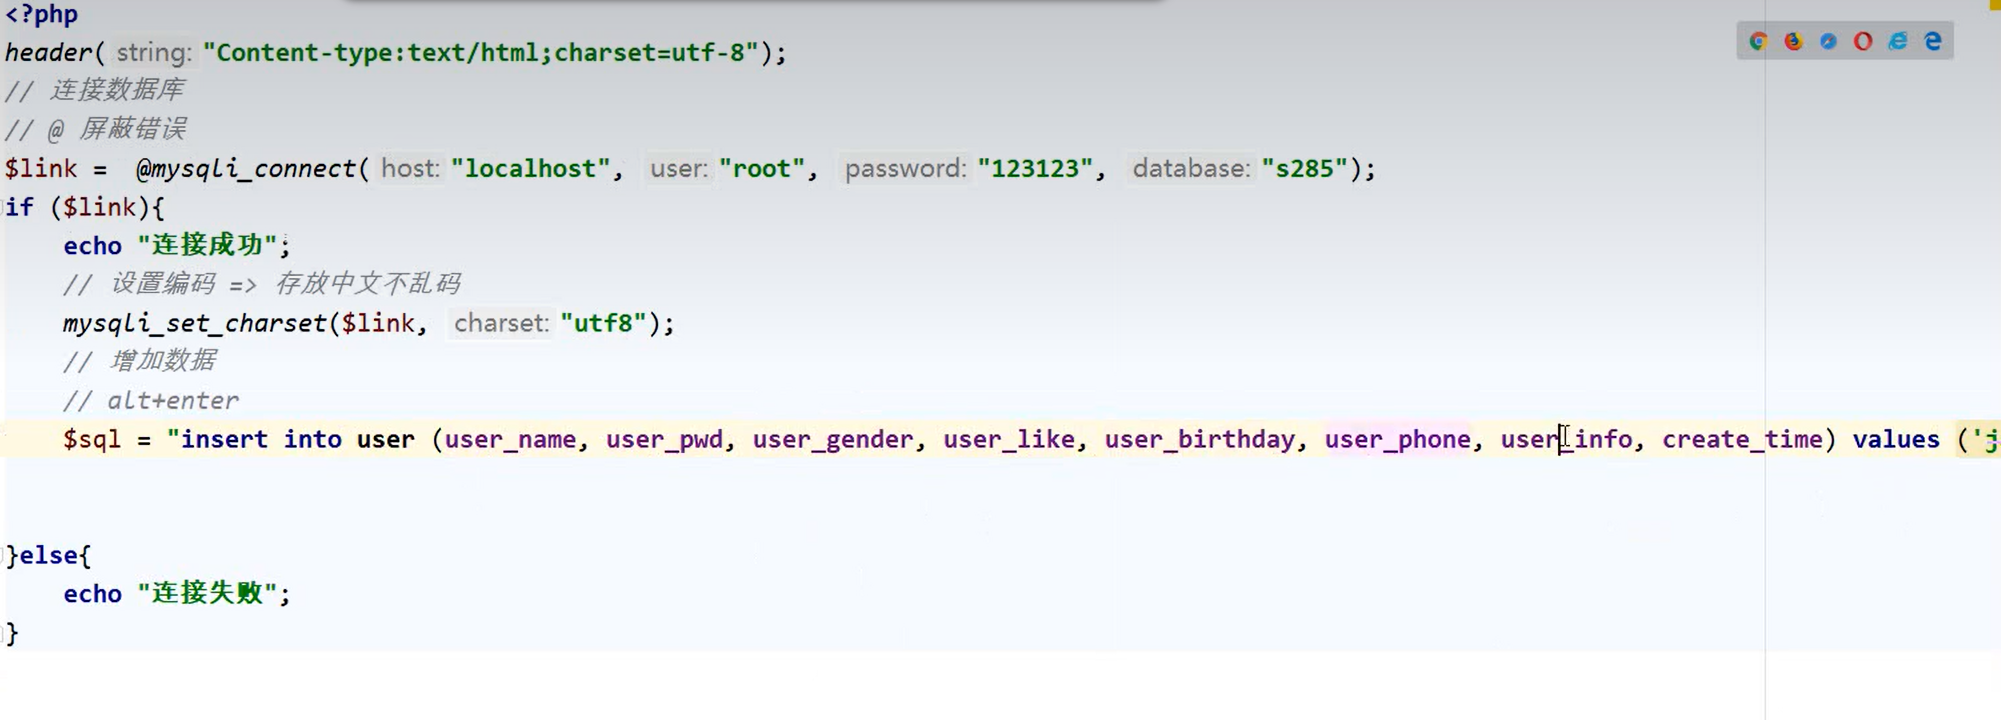 <?php
header( string: "Content-type:text/html;charset=utf-8");
// 连接数据库
// @ 屏蔽错误
$link =  @mysqli_connect( host: "localhost",  user: "root",  password: "123123",  database: "s285");
if ($link){
    echo "连接成功";
    // 设置编码 => 存放中文不乱码
    mysqli_set_charset($link,  charset: "utf8");
    // 增加数据
    // alt+enter
    $sql = "insert into user (user_name, user_pwd, user_gender, user_like, user_birthday, user_phone, user_info, create_time) values ('j
}else{
    echo "连接失败";
}